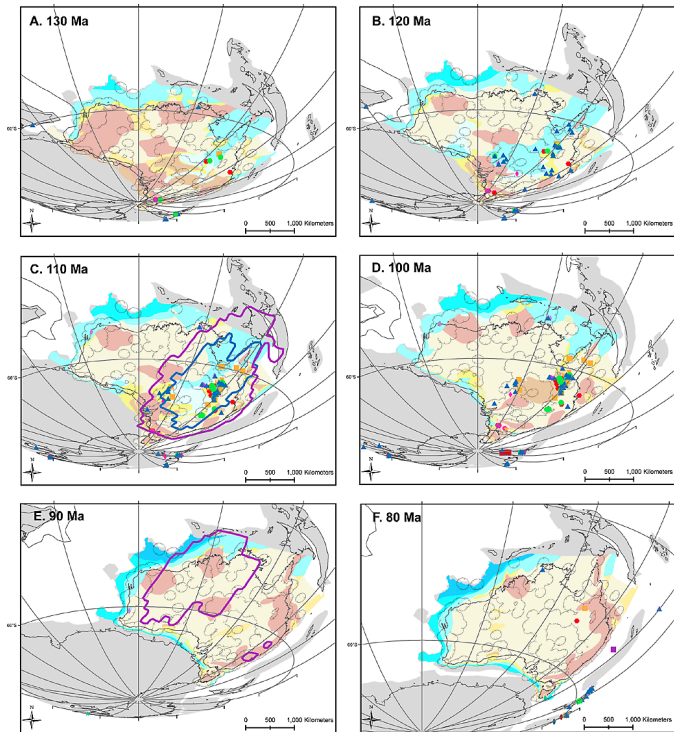 A. 130 Ma
60°S
N
0 500 1,000 Kilometers
B. 120 Ma
60°S
N
0 500 1,000 Kilometers
C. 110 Ma
60°S
N
0 500 1,000 Kilometers
D. 100 Ma
60°S
N
0 500 1,000 Kilometers
E. 90 Ma
60°S
N
0 500 1,000 Kilometers
F. 80 Ma
60°S
N
0 500 1,000 Kilometers